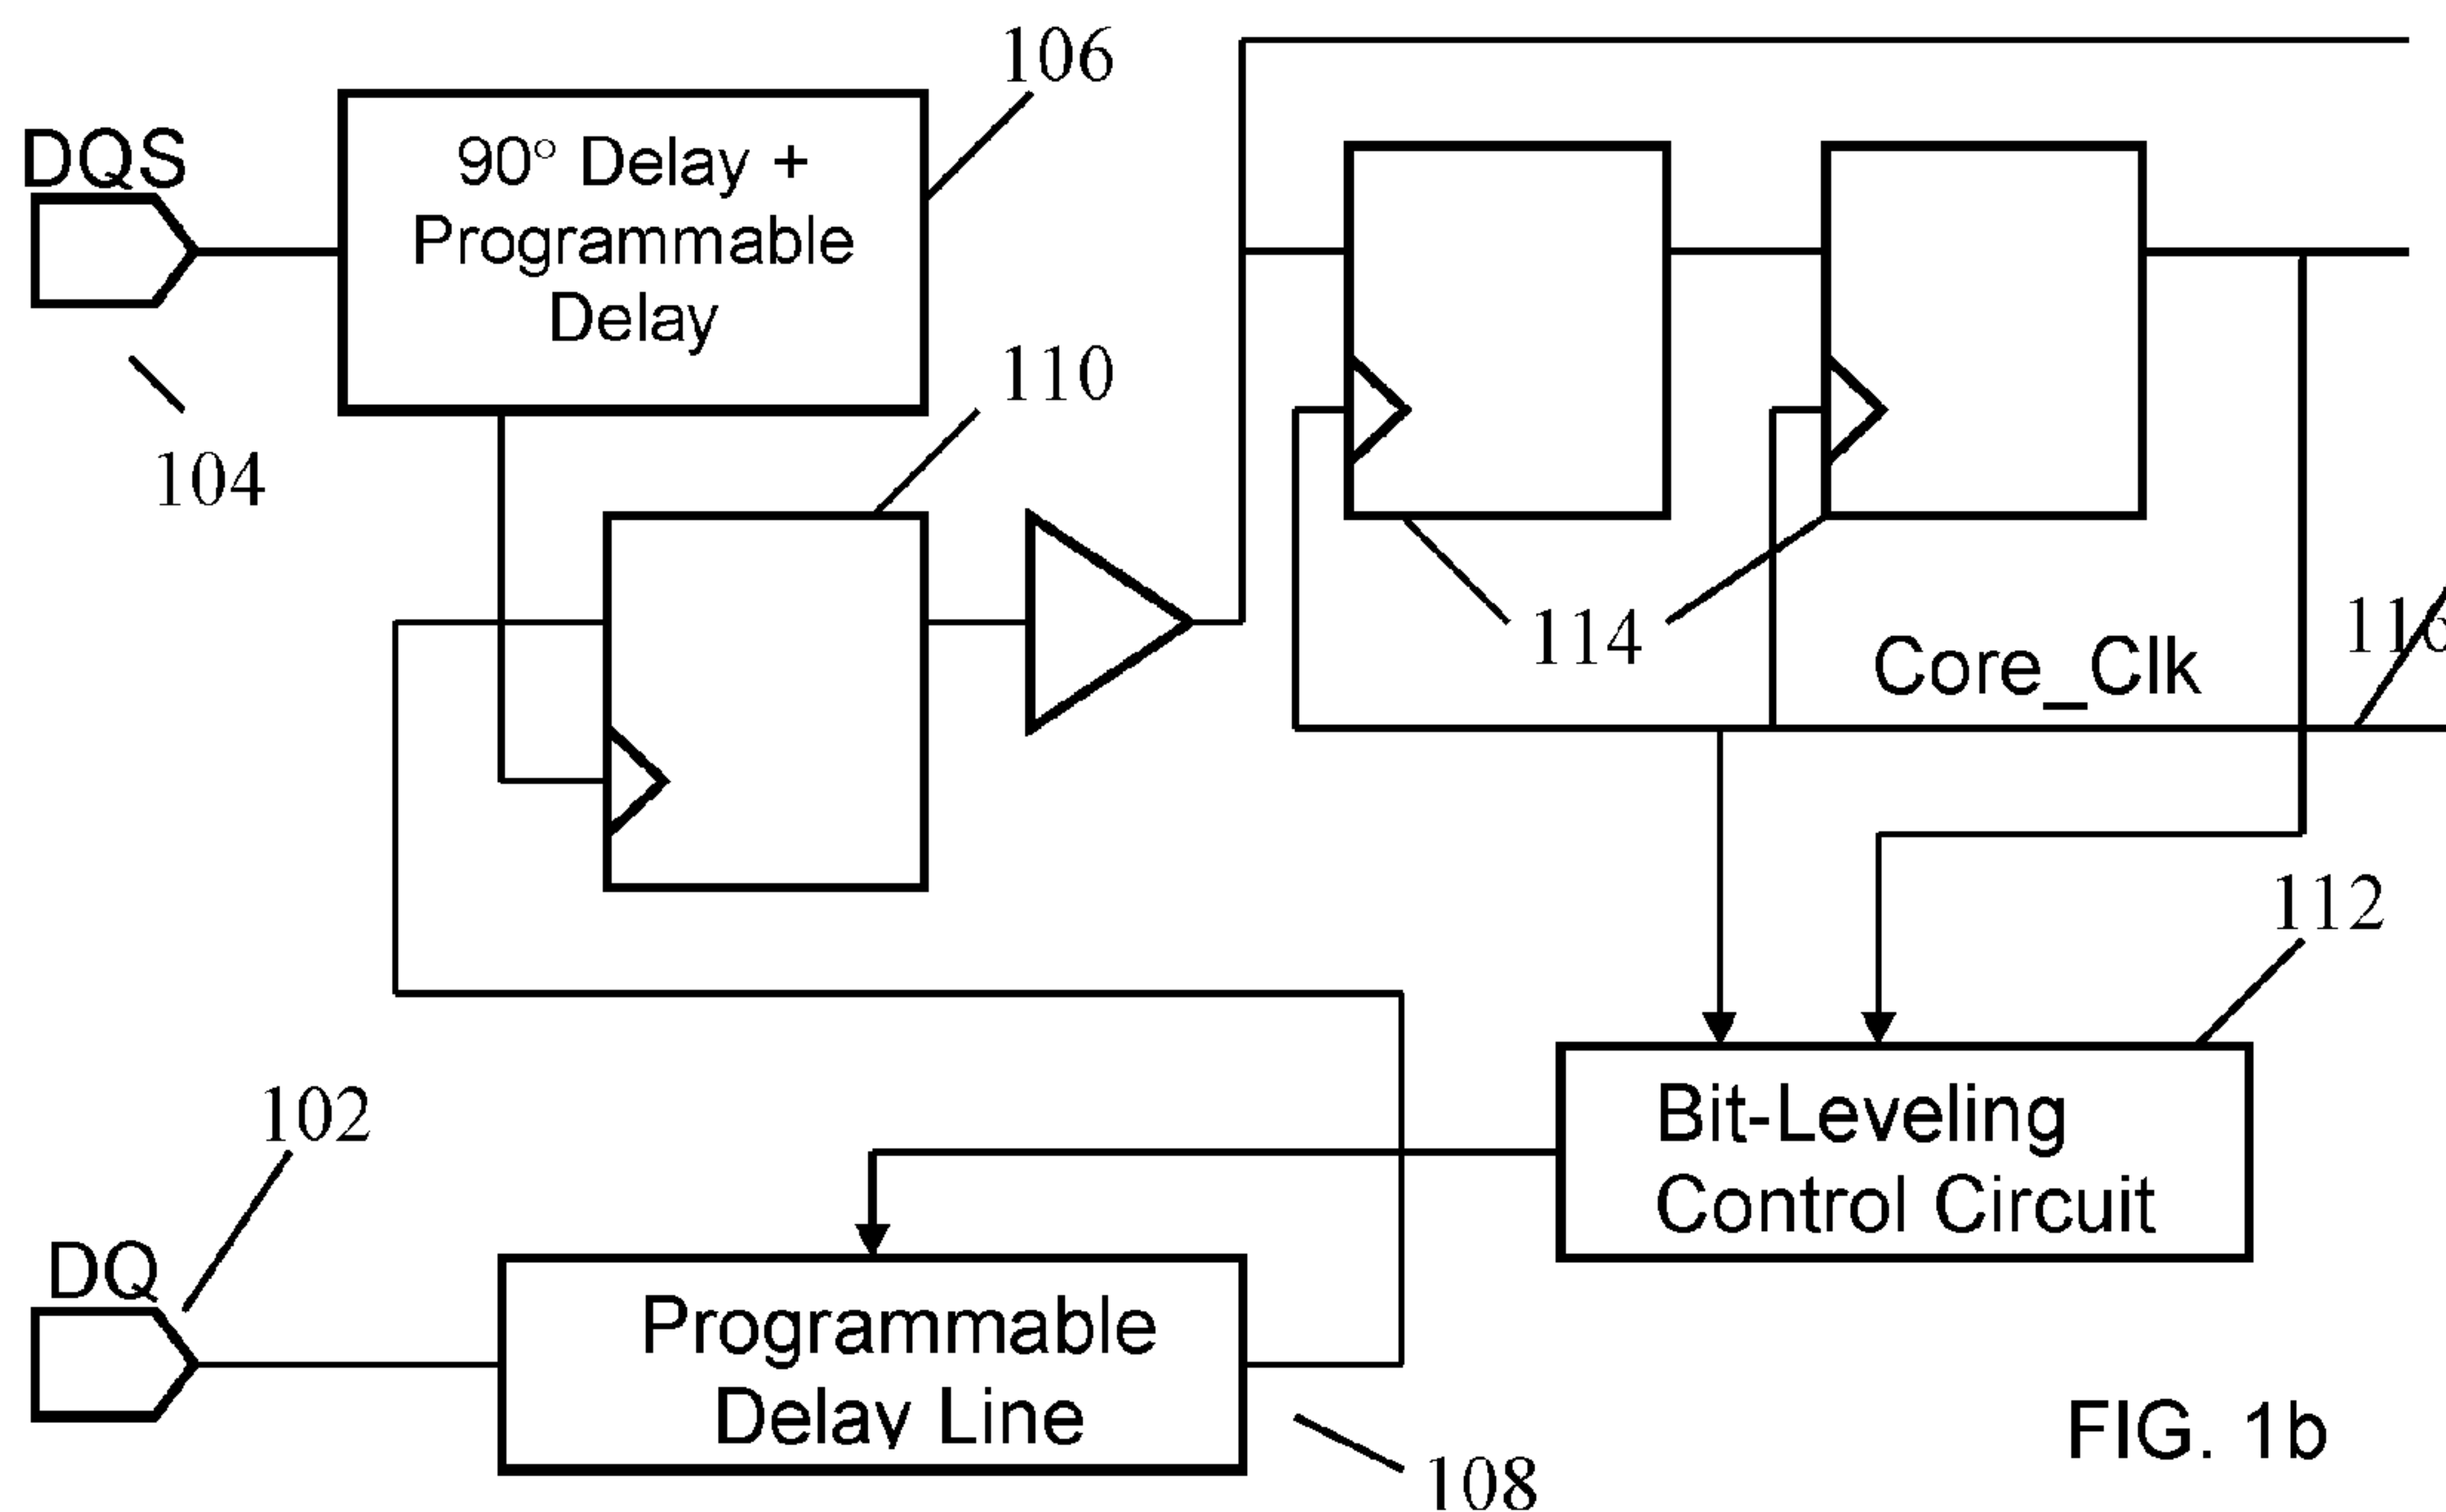 106
DQS
90° Delay +
Programmable
Delay
110
104
114
116
Core_Clk
112
102
Bit-Leveling
Control Circuit
DQ
Programmable
Delay Line
FIG. 1b
108